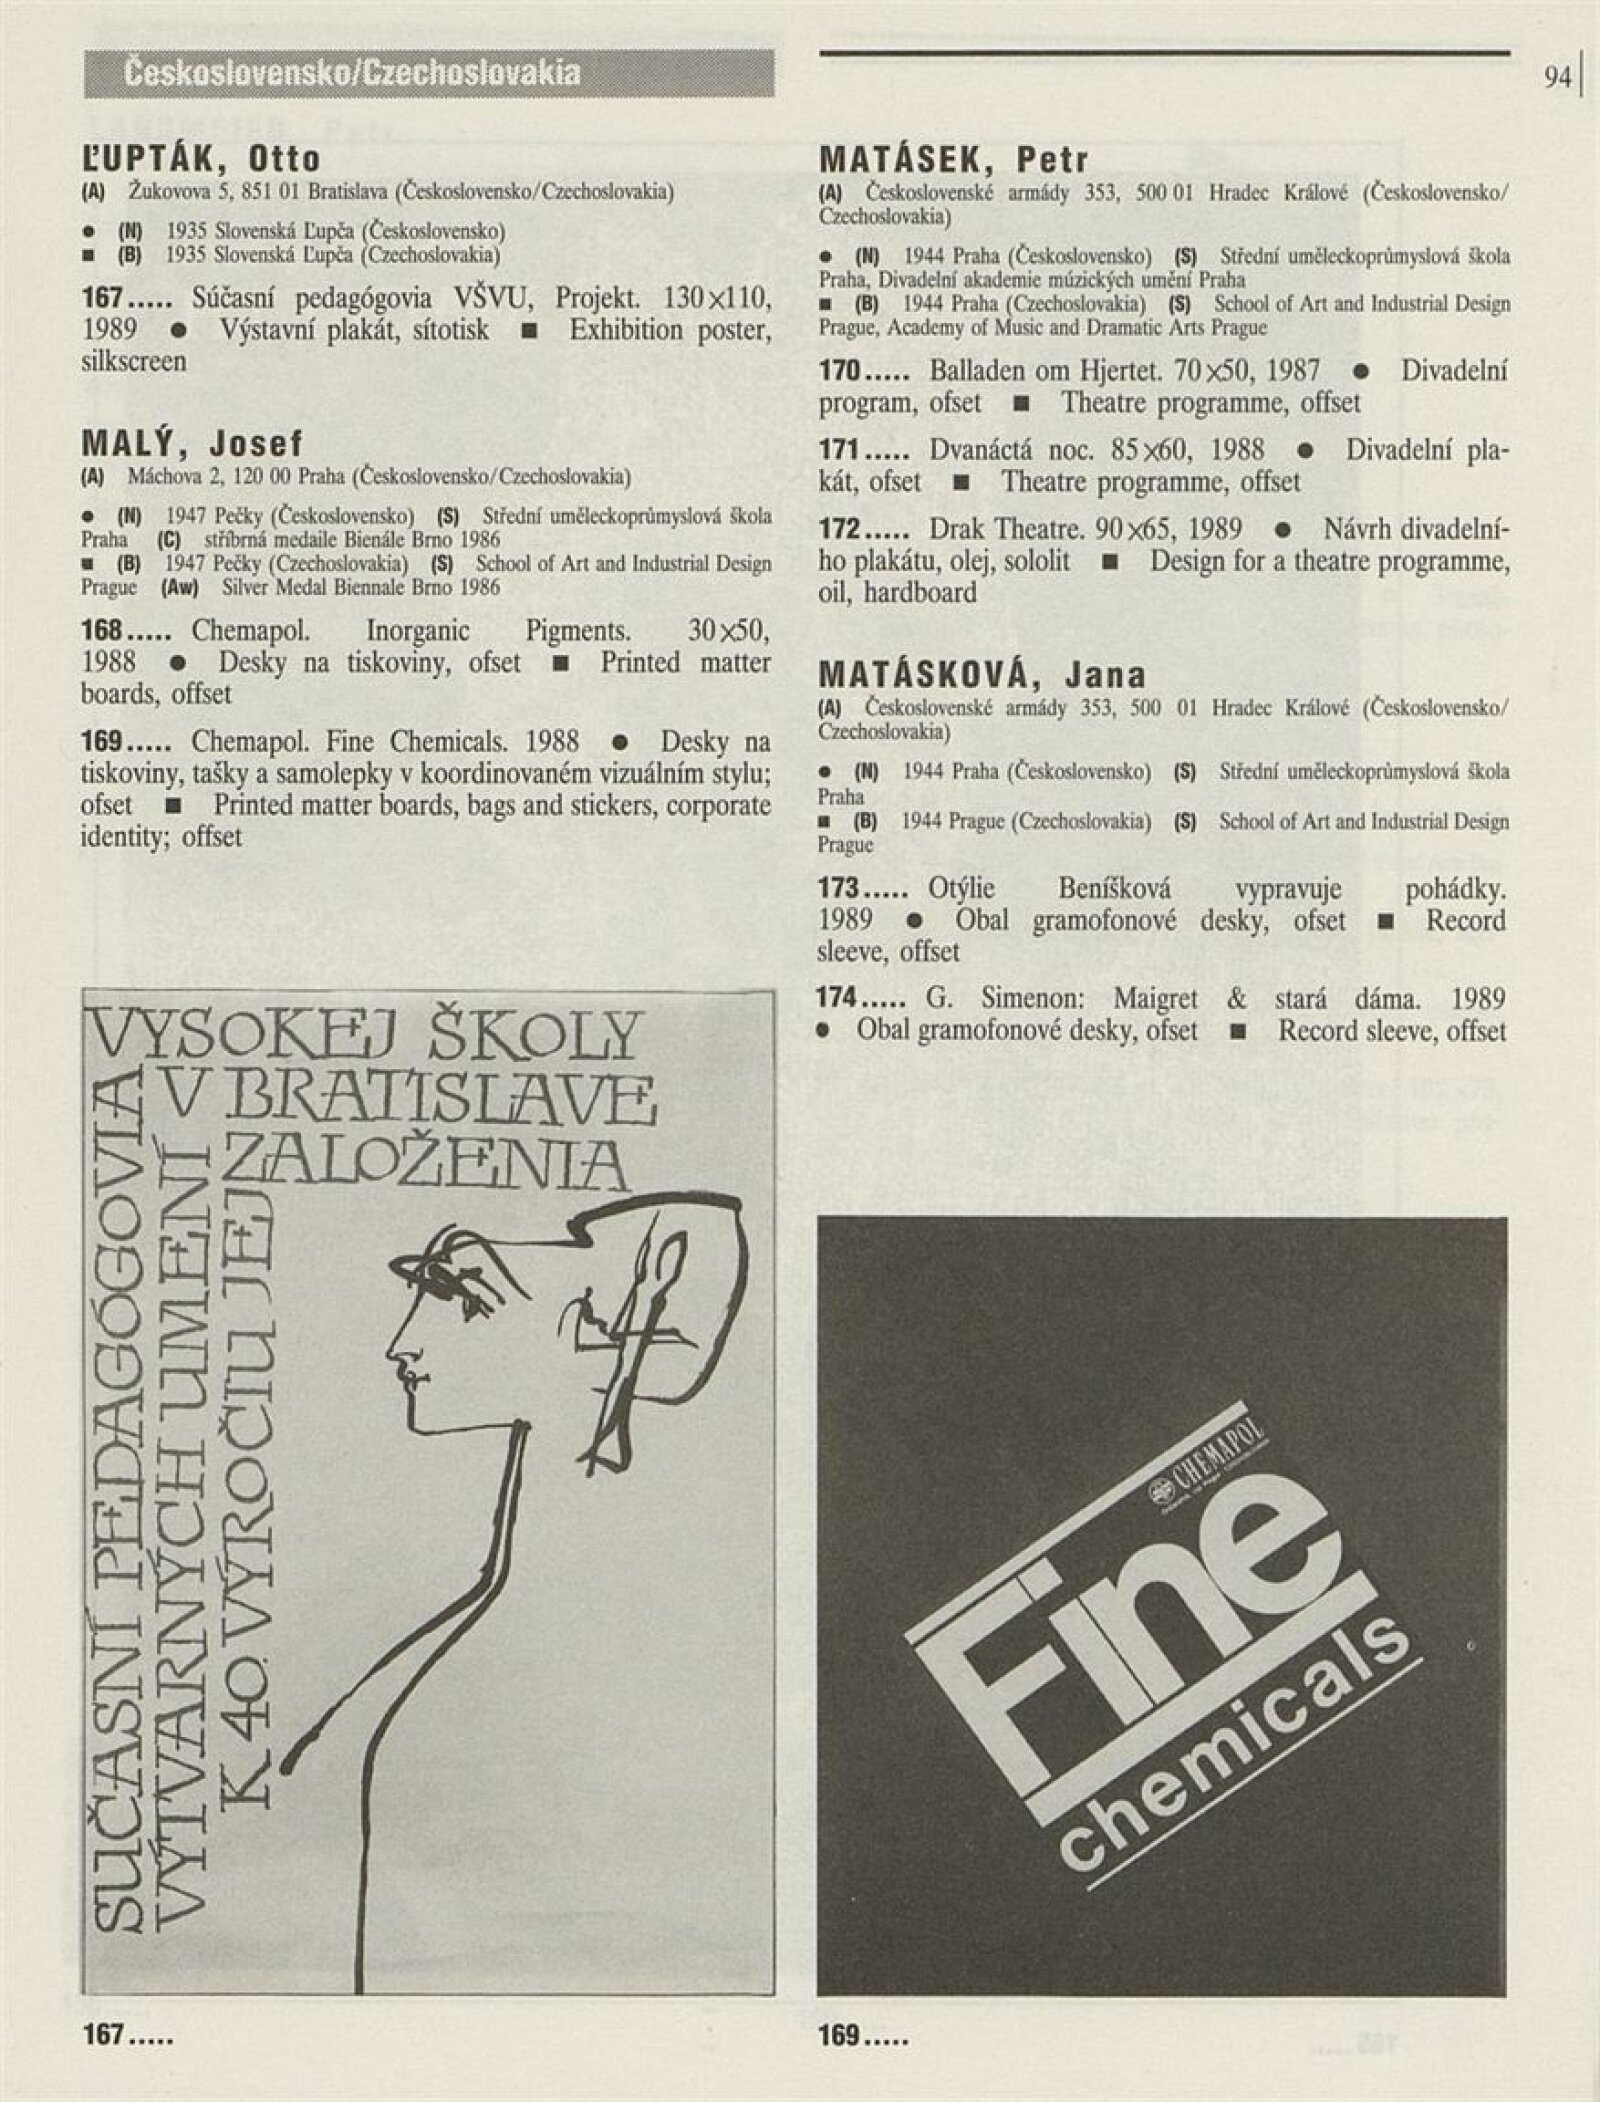 Československo/Czechoslovakia
94
ĽUPTÁK, Otto
(A) Žukovova 5, 851 01 Bratislava (Československo/Czechoslovakia)
● (N) 1935 Slovenská Ľupča (Československo)
■ (B) 1935 Slovenská Ľupča (Czechoslovakia)
167..... Súčasní pedagógovia VŠVU, Projekt. 130x110,
1989 ● Výstavní plakát, sítotisk ■ Exhibition poster,
silkscreen
MALÝ, Josef
(A) Máchova 2, 120 00 Praha (Československo/Czechoslovakia)
● (N) 1947 Pečky (Československo) (S) Střední uměleckoprůmyslová škola
Praha (C) stříbrná medaile Bienále Brno 1986
■ (B) 1947 Pečky (Czechoslovakia) (S) School of Art and Industrial Design
Prague (Aw) Silver Medal Biennale Brno 1986
168..... Chemapol. Inorganic Pigments. 30x50,
1988 ● Desky na tiskoviny, ofset ■ Printed matter
boards, offset
169..... Chemapol. Fine Chemicals. 1988 ● Desky na
tiskoviny, tašky a samolepky v koordinovaném vizuálním stylu;
ofset ■ Printed matter boards, bags and stickers, corporate
identity; offset
MATÁSEK, Petr
(A) Československé armády 353, 500 01 Hradec Králové (Československo/
Czechoslovakia)
● (N) 1944 Praha (Československo) (S) Střední uměleckoprůmyslová škola
Praha, Divadelní akademie múzických umění Praha
■ (B) 1944 Praha (Czechoslovakia) (S) School of Art and Industrial Design
Prague, Academy of Music and Dramatic Arts Prague
170..... Balladen om Hjertet. 70x50, 1987 ● Divadelní
program, ofset ■ Theatre programme, offset
171..... Dvanáctá noc. 85x60, 1988 ● Divadelní pla-
kát, ofset ■ Theatre programme, offset
172..... Drak Theatre. 90x65, 1989 ● Návrh divadelní-
ho plakátu, olej, sololit ■ Design for a theatre programme,
oil, hardboard
MATÁSKOVÁ, Jana
(A) Československé armády 353, 500 01 Hradec Králové (Československo/
Czechoslovakia)
● (N) 1944 Praha (Československo) (S) Střední uměleckoprůmyslová škola
Praha
■ (B) 1944 Prague (Czechoslovakia) (S) School of Art and Industrial Design
Prague
173..... Otýlie Beníšková vypravuje pohádky.
1989 ● Obal gramofonové desky, ofset ■ Record
sleeve, offset
174..... G. Simenon: Maigret & stará dáma. 1989
● Obal gramofonové desky, ofset ■ Record sleeve, offset
SÚČASNÍ PEDAGÓGOVIA
VYSOKEJ ŠKOLY
VÝTVARNÝCH UMENÍ
V BRATISLAVE
K 40. VÝROČIU JEJ
ZALOŽENIA
167.....
CHEMAPOL
Fine
chemicals
169.....